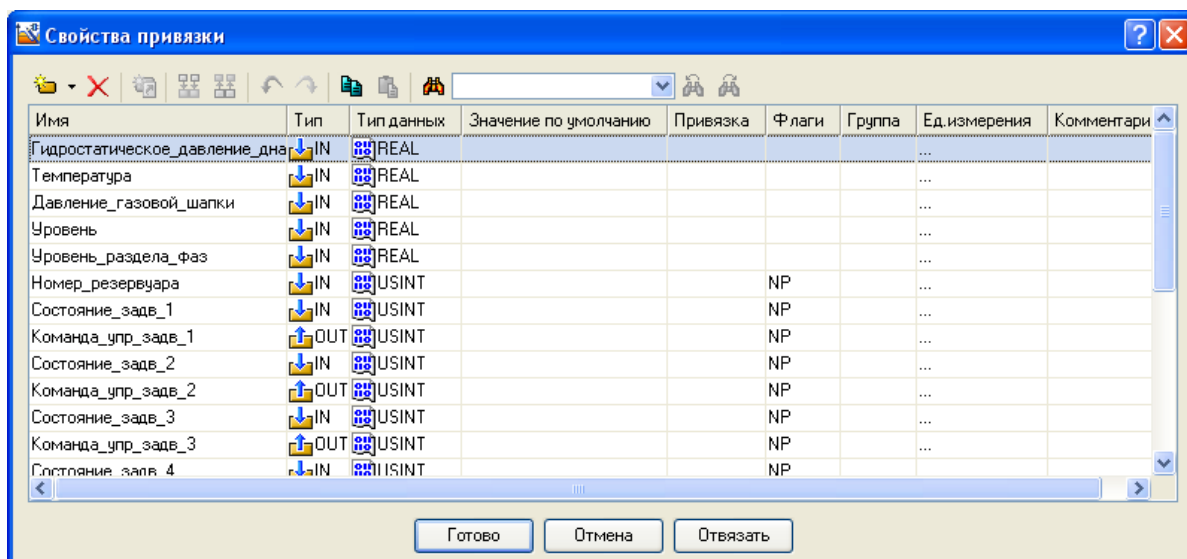 Свойства привязки
Имя Тип Тип данных Значение по умолчанию Привязка Флаги Группа Ед.измерения Комментари
Гидростатическое_давление_дна IN REAL ...
Температура IN REAL ...
Давление_газовой_шапки IN REAL ...
Уровень IN REAL ...
Уровень_раздела_фаз IN REAL ...
Номер_резервуара IN USINT NP ...
Состояние_задв_1 IN USINT NP ...
Команда_упр_задв_1 OUT USINT NP ...
Состояние_задв_2 IN USINT NP ...
Команда_упр_задв_2 OUT USINT NP ...
Состояние_задв_3 IN USINT NP ...
Команда_упр_задв_3 OUT USINT NP ...
Состояние_задв_4 IN USINT NP ...
Готово Отмена Отвязать